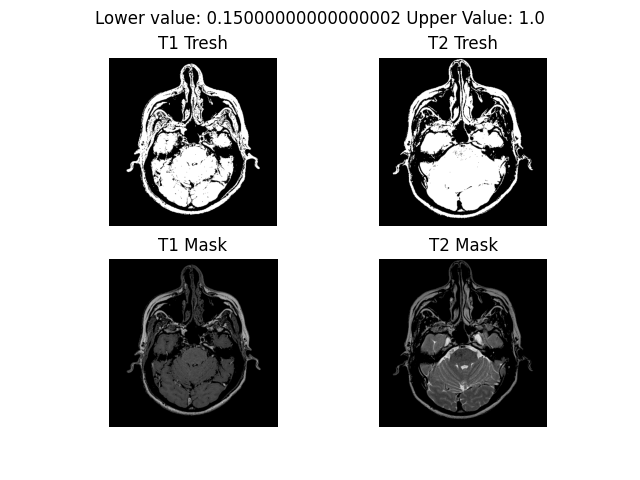 Lower value: 0.15000000000000002 Upper Value: 1.0
T1 Tresh
T2 Tresh
T1 Mask
T2 Mask